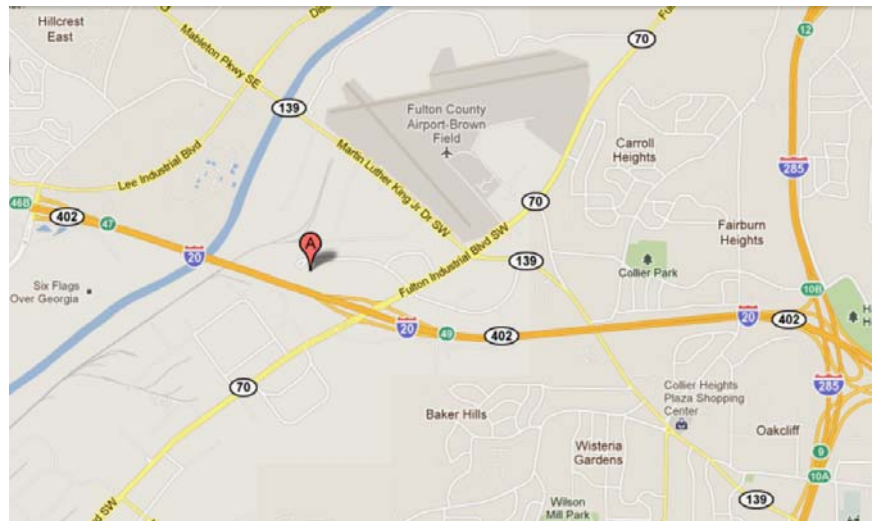 Hillcrest
East
Mableton Pkwy SE
139
70
12
Fulton County
Airport-Brown
Field
Carroll
Heights
285
Lee Industrial Blvd
Martin Luther King Jr Dr SW
46B
402
47
70
Fairburn
Heights
A
20
Fulton Industrial Blvd SW
139
Collier Park
10B
Six Flags
Over Georgia
20
49
402
20
402
70
285
Collier Heights
Plaza Shopping
Center
Baker Hills
Oakcliff
Wisteria
Gardens
9
10A
139
Wilson
Mill Park
d SW